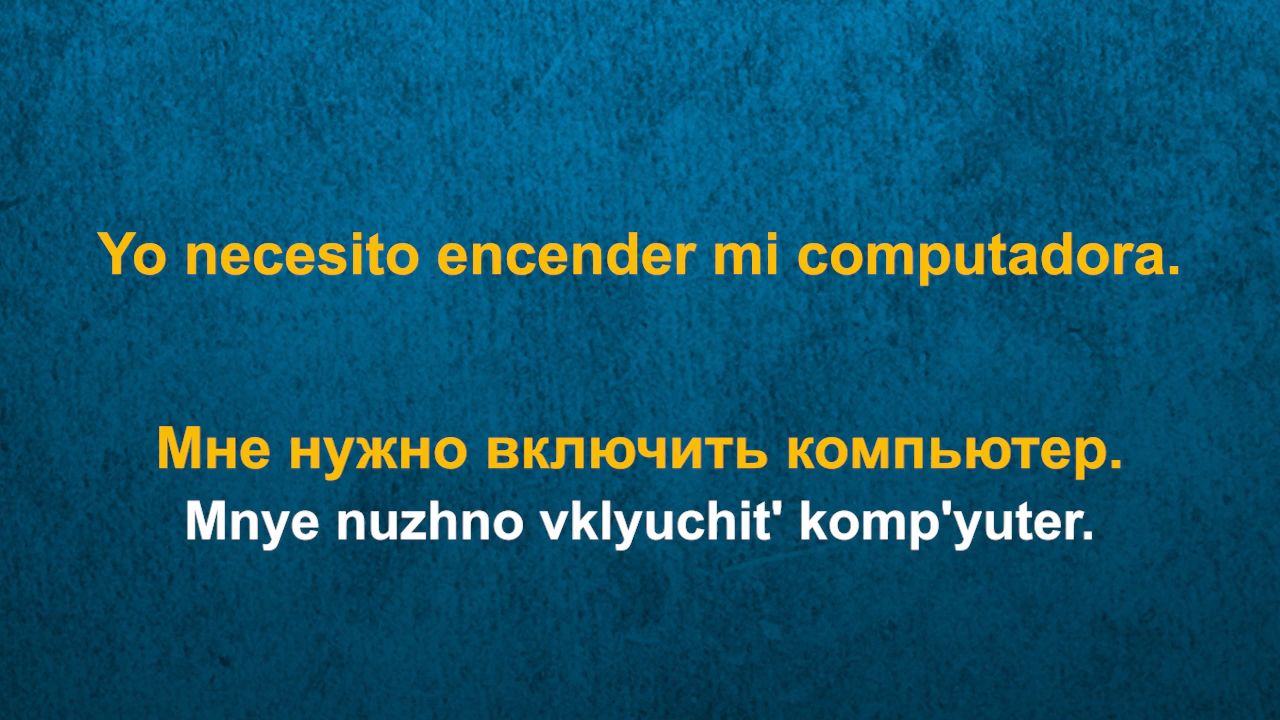 Yo necesito encender mi computadora.
Мне нужно включить компьютер.
Mnye nuzhno vklyuchit' komp'yuter.